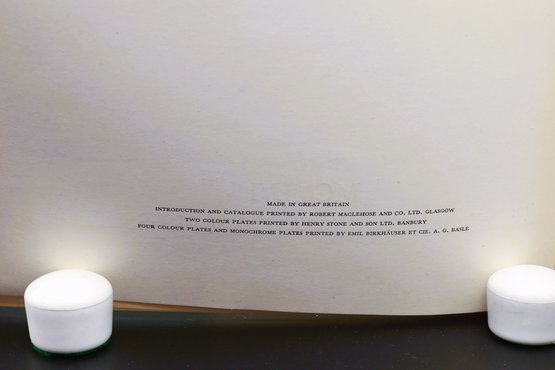 MADE IN GREAT BRITAIN
INTRODUCTION AND CATALOGUE PRINTED BY ROBERT MACLEHOSE AND CO. LTD. GLASGOW
TWO COLOUR PLATES PRINTED BY HENRY STONE AND SON LTD. BANBURY
FOUR COLOUR PLATES AND MONOCHROME PLATES PRINTED BY EMIL BIRKHÄUSER ET CIE. A. G. BASLE